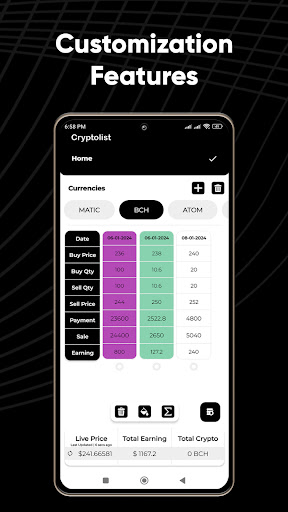 Customization
Features
6:58 PM
Cryptolist
Home
Currencies
MATIC BCH ATOM
Date 06-01-2024 06-01-2024 08-01-2024
Buy Price 236 238 240
Buy Qty 100 10.6 20
Sell Qty 100 10.6 20
Sell Price 244 250 252
Payment 23600 2522.8 4800
Sale 24400 2650 5040
Earning 800 127.2 240
Live Price Total Earning Total Crypto
Last Updated : 6 secs ago
$241.66581 $ 1167.2 0 BCH